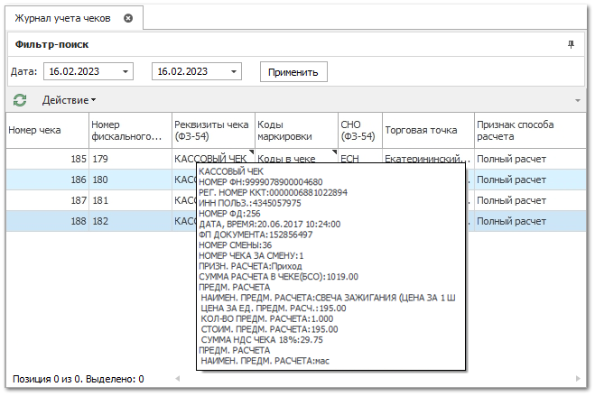 Журнал учета чеков
Фильтр-поиск
Дата: 16.02.2023 16.02.2023 Применить
Действие
Номер чека Номер фискального... Реквизиты чека (ФЗ-54) Коды маркировки СНО (ФЗ-54) Торговая точка Признак способа расчета
185 179 КАССОВЫЙ ЧЕК Коды в чеке ЕСН Екатерининский... Полный расчет
186 180 КАСС Полный расчет
187 181 КАСС Полный расчет
188 182 КАСС Полный расчет
КАССОВЫЙ ЧЕК
НОМЕР ФН:9999078900004680
РЕГ. НОМЕР ККТ:0000006881022894
ИНН ПОЛЬЗ.:4345057975
НОМЕР ФД:256
ДАТА, ВРЕМЯ:20.06.2017 10:24:00
ФП ДОКУМЕНТА:152856497
НОМЕР СМЕНЫ:36
НОМЕР ЧЕКА ЗА СМЕНУ:1
ПРИЗН. РАСЧЕТА:Приход
СУММА РАСЧЕТА В ЧЕКЕ(БСО):1019.00
ПРЕДМ. РАСЧЕТА
НАИМЕН. ПРЕДМ. РАСЧЕТА:СВЕЧА ЗАЖИГАНИЯ (ЦЕНА ЗА 1 Ш
ЦЕНА ЗА ЕД. ПРЕДМ. РАСЧ.:195.00
КОЛ-ВО ПРЕДМ. РАСЧЕТА:1.000
СТОИМ. ПРЕДМ. РАСЧЕТА:195.00
СУММА НДС ЧЕКА 18%:29.75
ПРЕДМ. РАСЧЕТА
НАИМЕН. ПРЕДМ. РАСЧЕТА:мас
Позиция 0 из 0. Выделено: 0